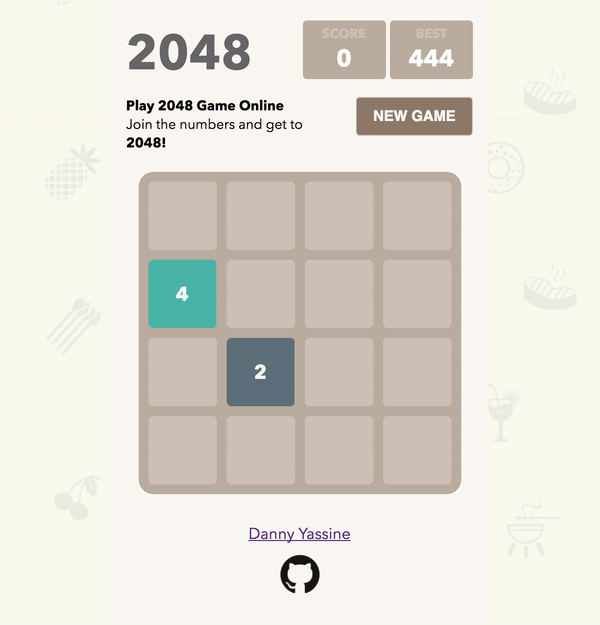 2048
SCORE
0
BEST
444
Play 2048 Game Online
Join the numbers and get to
2048!
NEW GAME
4
2
Danny Yassine